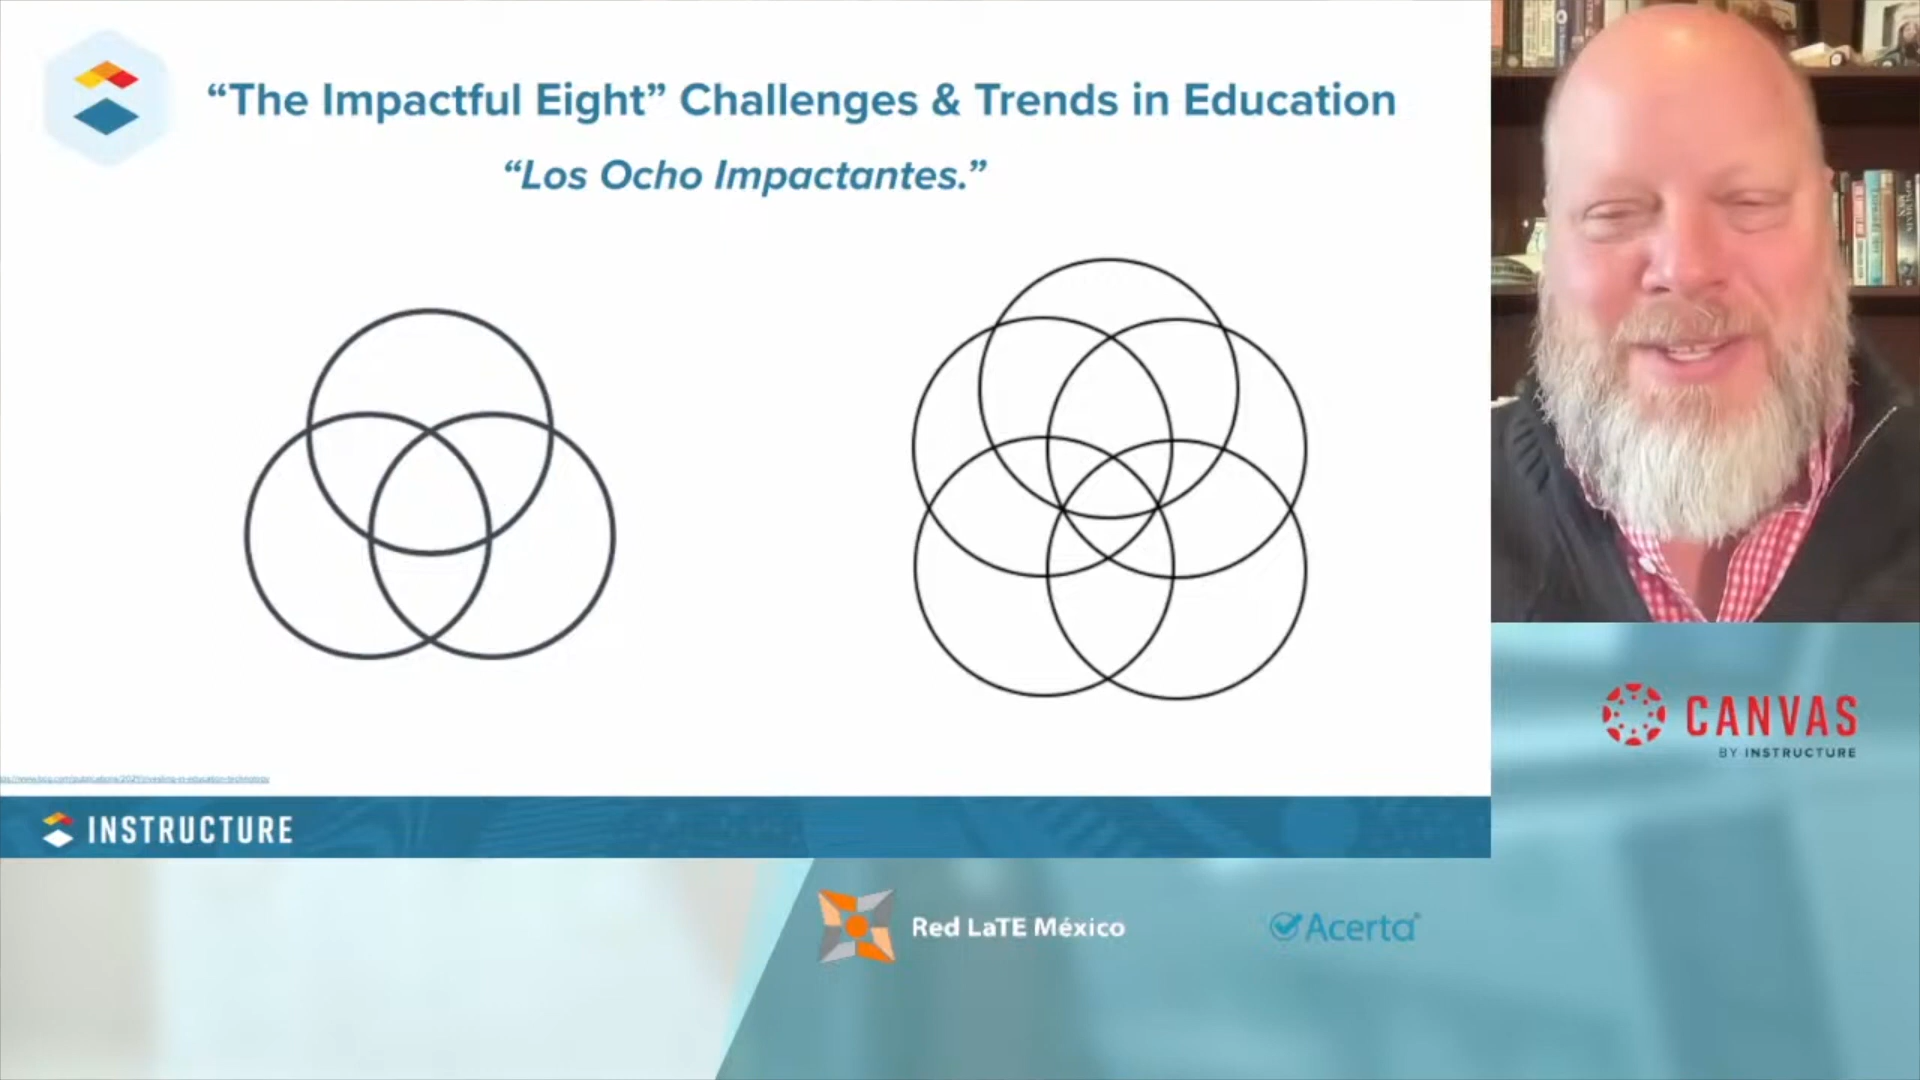 “The Impactful Eight” Challenges & Trends in Education
“Los Ocho Impactantes.”
INSTRUCTURE
CANVAS
BY INSTRUCTURE
Red LaTE México
Acerta